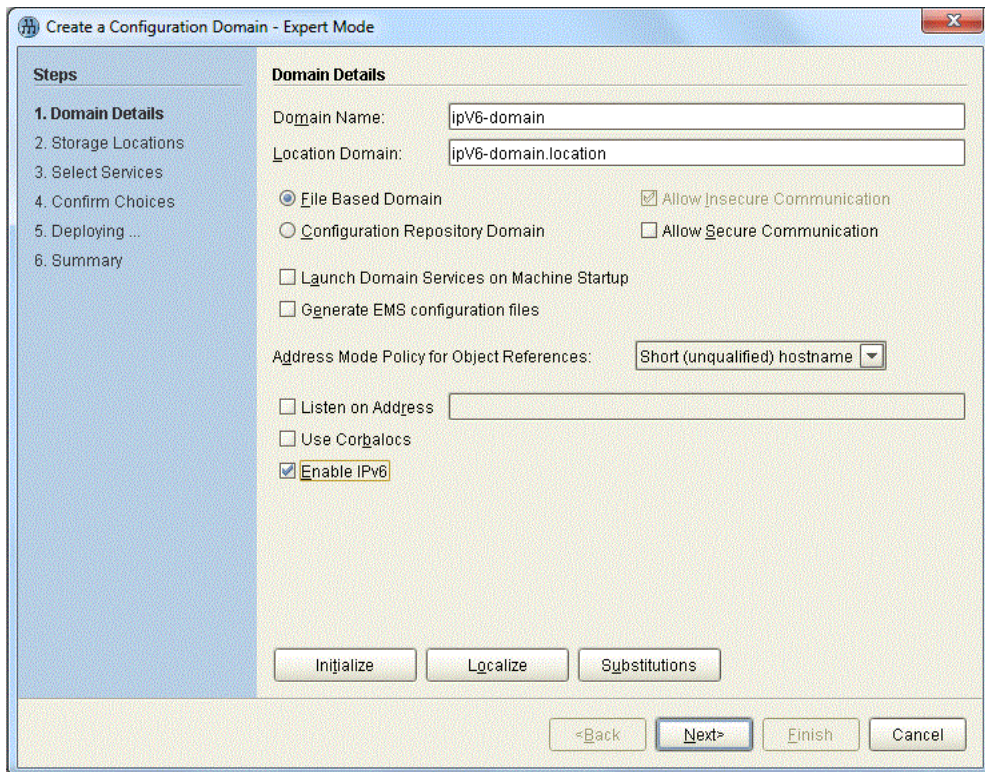 Create a Configuration Domain - Expert Mode
Steps
1. Domain Details
2. Storage Locations
3. Select Services
4. Confirm Choices
5. Deploying ...
6. Summary
Domain Details
Domain Name: ipV6-domain
Location Domain: ipV6-domain.location
File Based Domain Allow Insecure Communication
Configuration Repository Domain Allow Secure Communication
Launch Domain Services on Machine Startup
Generate EMS configuration files
Address Mode Policy for Object References: Short (unqualified) hostname
Listen on Address
Use Corbalocs
Enable IPv6
Initialize Localize Substitutions
<Back Next> Finish Cancel